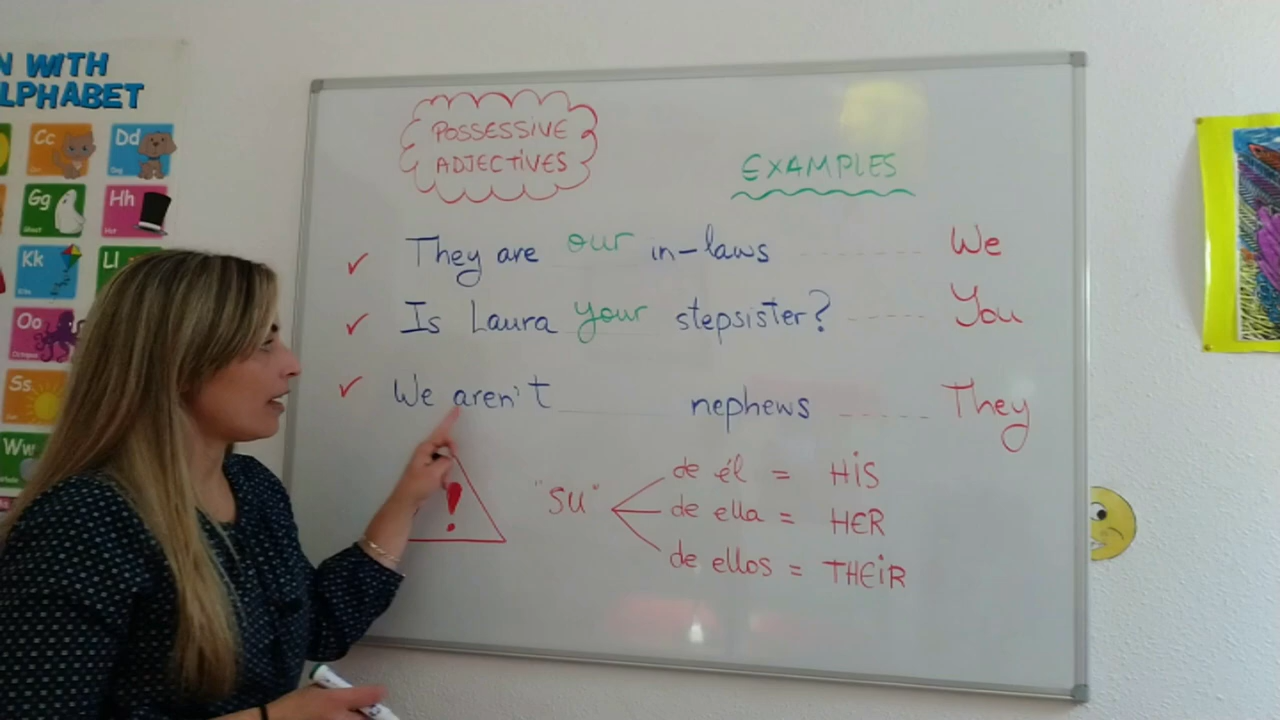 N WITH
LPHABET
Cc
Dd
Gg
Hh
Kk
Ll
Oo
Octopus
Ss
Ww
POSSESSIVE
ADJECTIVES
EXAMPLES
✓ They are our in-laws We
✓ Is Laura your stepsister? You
✓ We aren't nephews They
!
"SU"
de él = HIS
de ella = HER
de ellos = THEIR